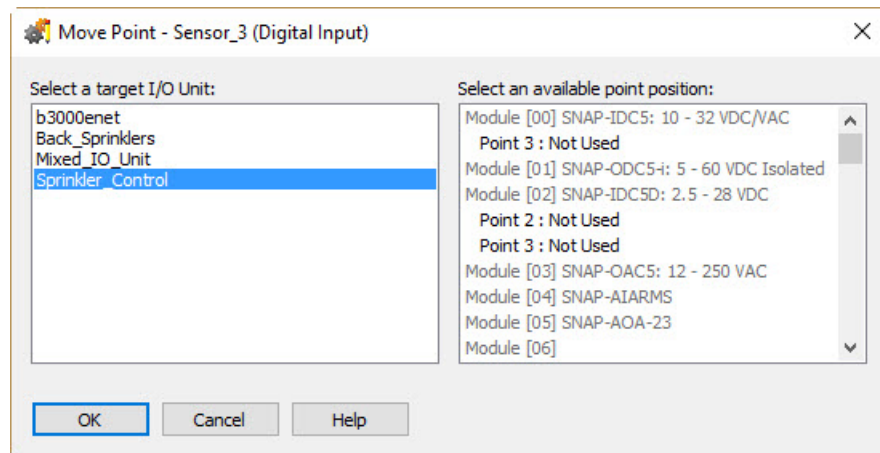 Move Point - Sensor_3 (Digital Input)
Select a target I/O Unit:
b3000enet
Back_Sprinklers
Mixed_IO_Unit
Sprinkler_Control
Select an available point position:
Module [00] SNAP-IDC5: 10 - 32 VDC/VAC
Point 3 : Not Used
Module [01] SNAP-ODC5-i: 5 - 60 VDC Isolated
Module [02] SNAP-IDC5D: 2.5 - 28 VDC
Point 2 : Not Used
Point 3 : Not Used
Module [03] SNAP-OAC5: 12 - 250 VAC
Module [04] SNAP-AIARMS
Module [05] SNAP-AOA-23
Module [06]
OK
Cancel
Help